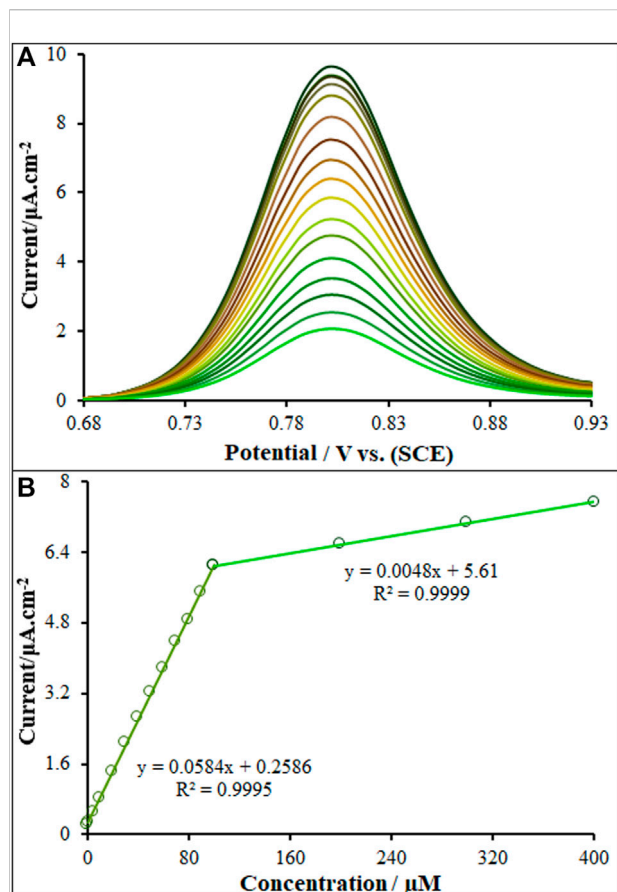 A
10
8
6
4
2
0
Current/µA.cm-2
0.68 0.73 0.78 0.83 0.88 0.93
Potential / V vs. (SCE)
B
8
6.4
4.8
3.2
1.6
0
Current/µA.cm-2
y = 0.0048x + 5.61
R² = 0.9999
y = 0.0584x + 0.2586
R² = 0.9995
0 80 160 240 320 400
Concentration / µM